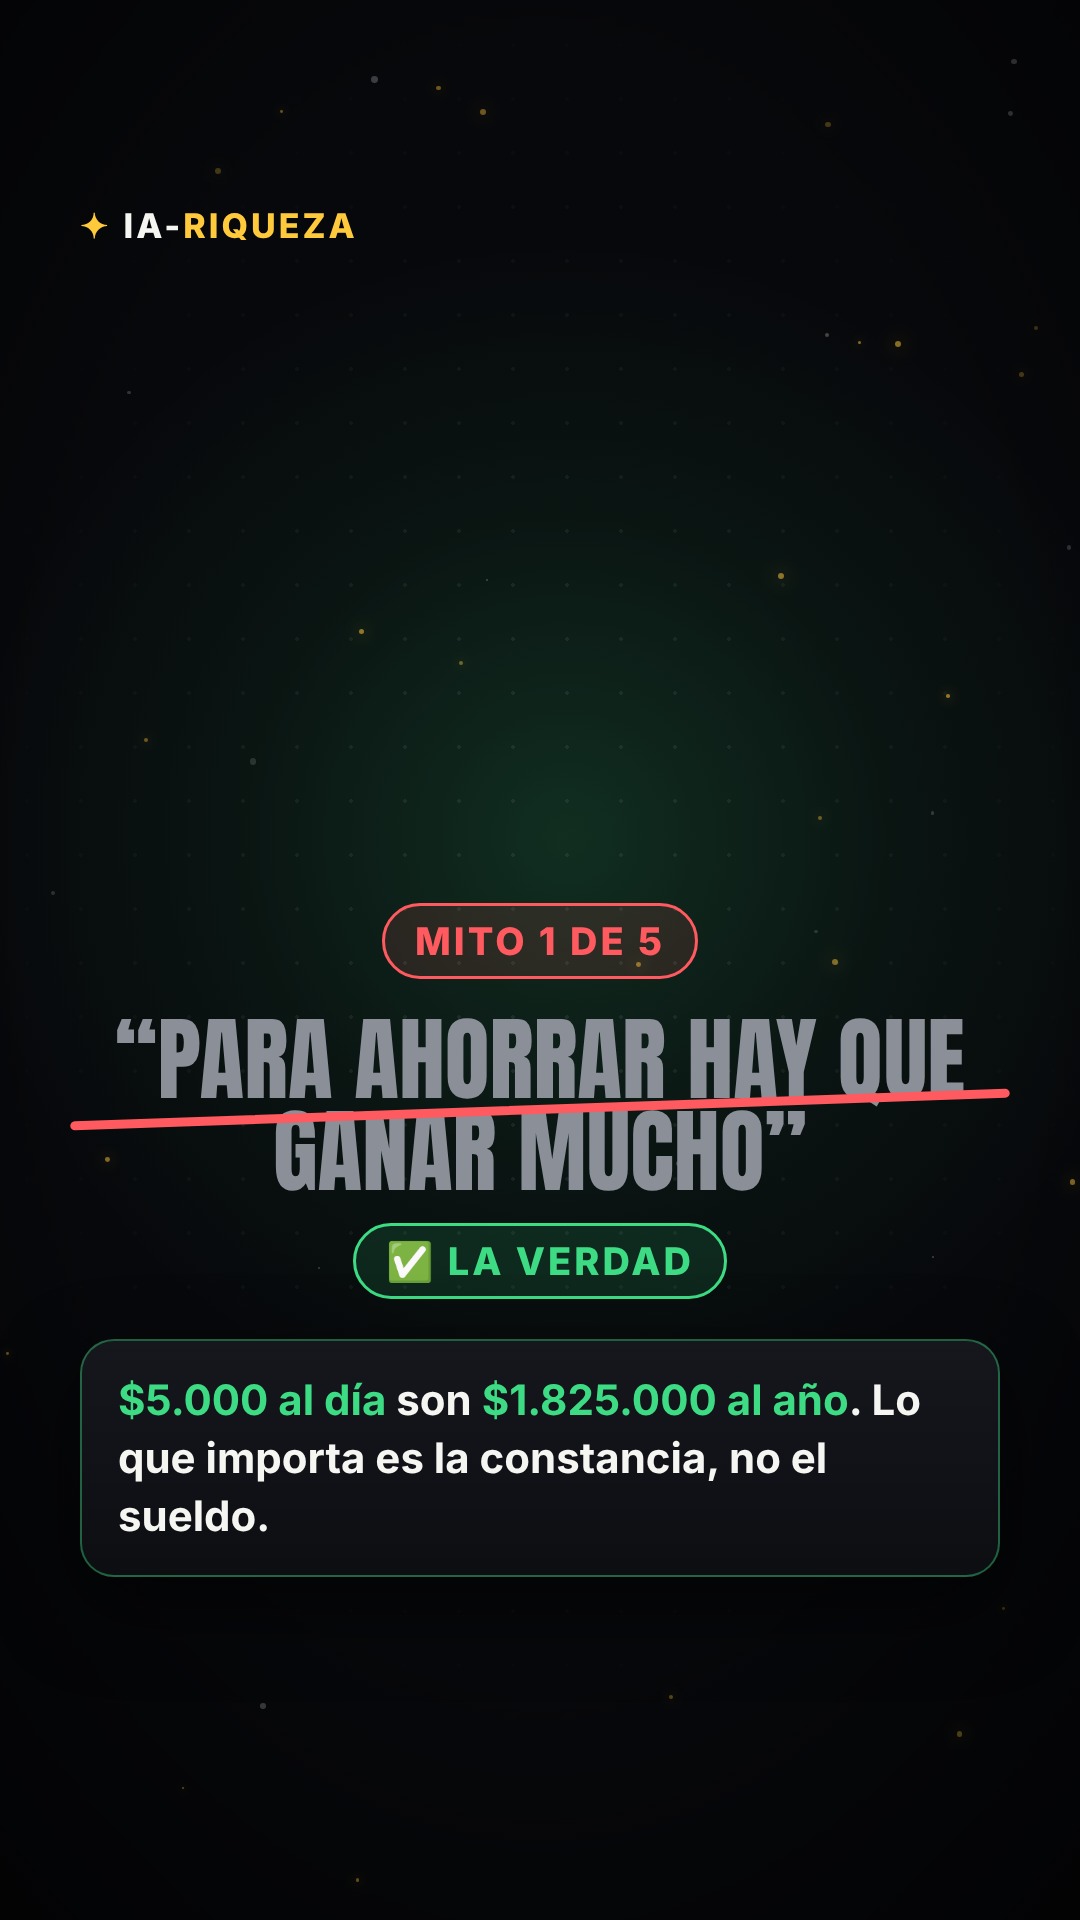 ✦ IA-RIQUEZA
MITO 1 DE 5
“PARA AHORRAR HAY QUE
GANAR MUCHO”
✅ LA VERDAD
$5.000 al día son $1.825.000 al año. Lo
que importa es la constancia, no el
sueldo.